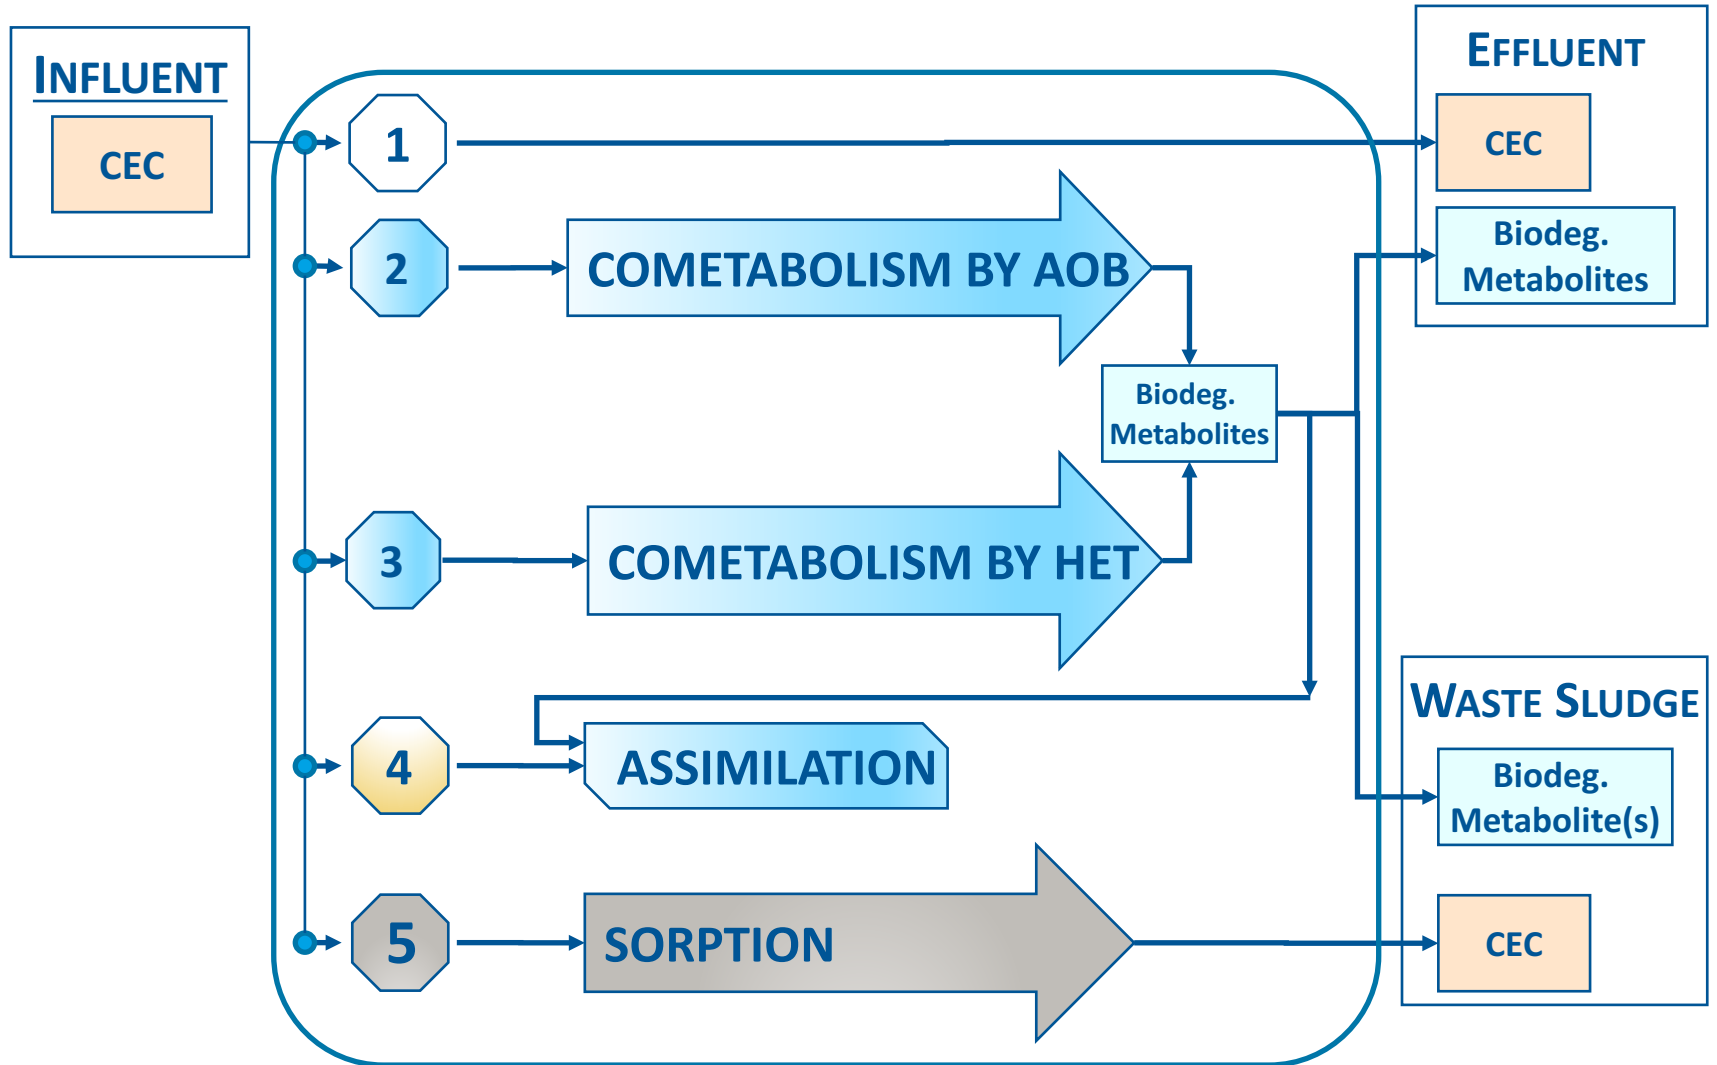 INFLUENT
CEC
1
2
COMETABOLISM BY AOB
3
COMETABOLISM BY HET
4
ASSIMILATION
5
SORPTION
Biodeg.
Metabolites
EFFLUENT
CEC
Biodeg.
Metabolites
WASTE SLUDGE
Biodeg.
Metabolite(s)
CEC